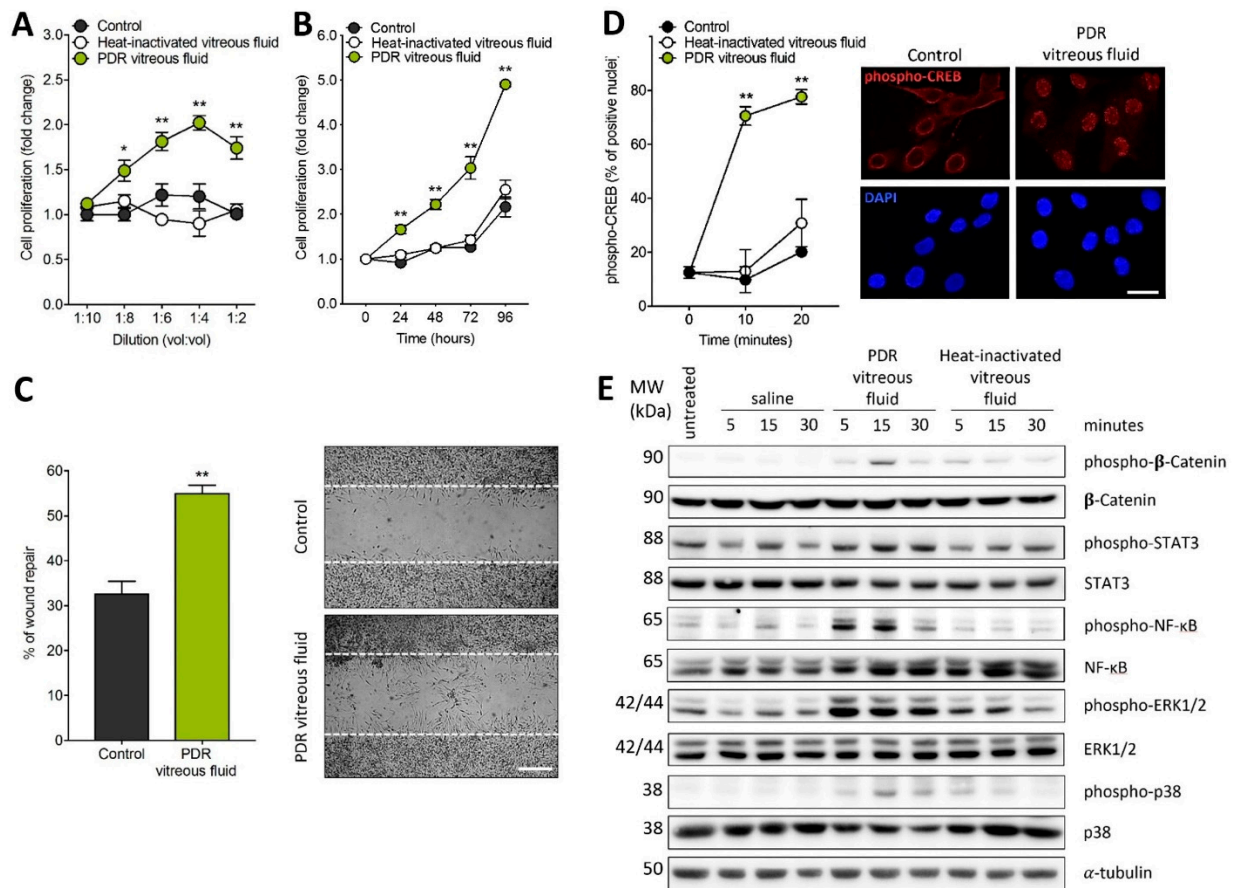 A
Control
Heat-inactivated vitreous fluid
PDR vitreous fluid
Cell proliferation (fold change)
3.0
2.5
2.0
1.5
1.0
0.5
0.0
*
**
**
**
1:10 1:8 1:6 1:4 1:2
Dilution (vol:vol)
B
Control
Heat-inactivated vitreous fluid
PDR vitreous fluid
Cell proliferation (fold change)
6.0
5.0
4.0
3.0
2.0
1.0
0.0
**
**
**
**
0 24 48 72 96
Time (hours)
C
% of wound repair
60
50
40
30
20
10
0
**
Control
PDR
vitreous fluid
Control
PDR vitreous fluid
D
Control
Heat-inactivated vitreous fluid
PDR vitreous fluid
phospho-CREB (% of positive nuclei)
100
80
60
40
20
0
**
**
0 10 20
Time (minutes)
Control
PDR
vitreous fluid
phospho-CREB
DAPI
E
MW
(kDa)
untreated
saline
PDR
vitreous
fluid
Heat-inactivated
vitreous
fluid
5 15 30 5 15 30 5 15 30 minutes
90 phospho-β-Catenin
90 β-Catenin
88 phospho-STAT3
88 STAT3
65 phospho-NF-κB
65 NF-κB
42/44 phospho-ERK1/2
42/44 ERK1/2
38 phospho-p38
38 p38
50 α-tubulin